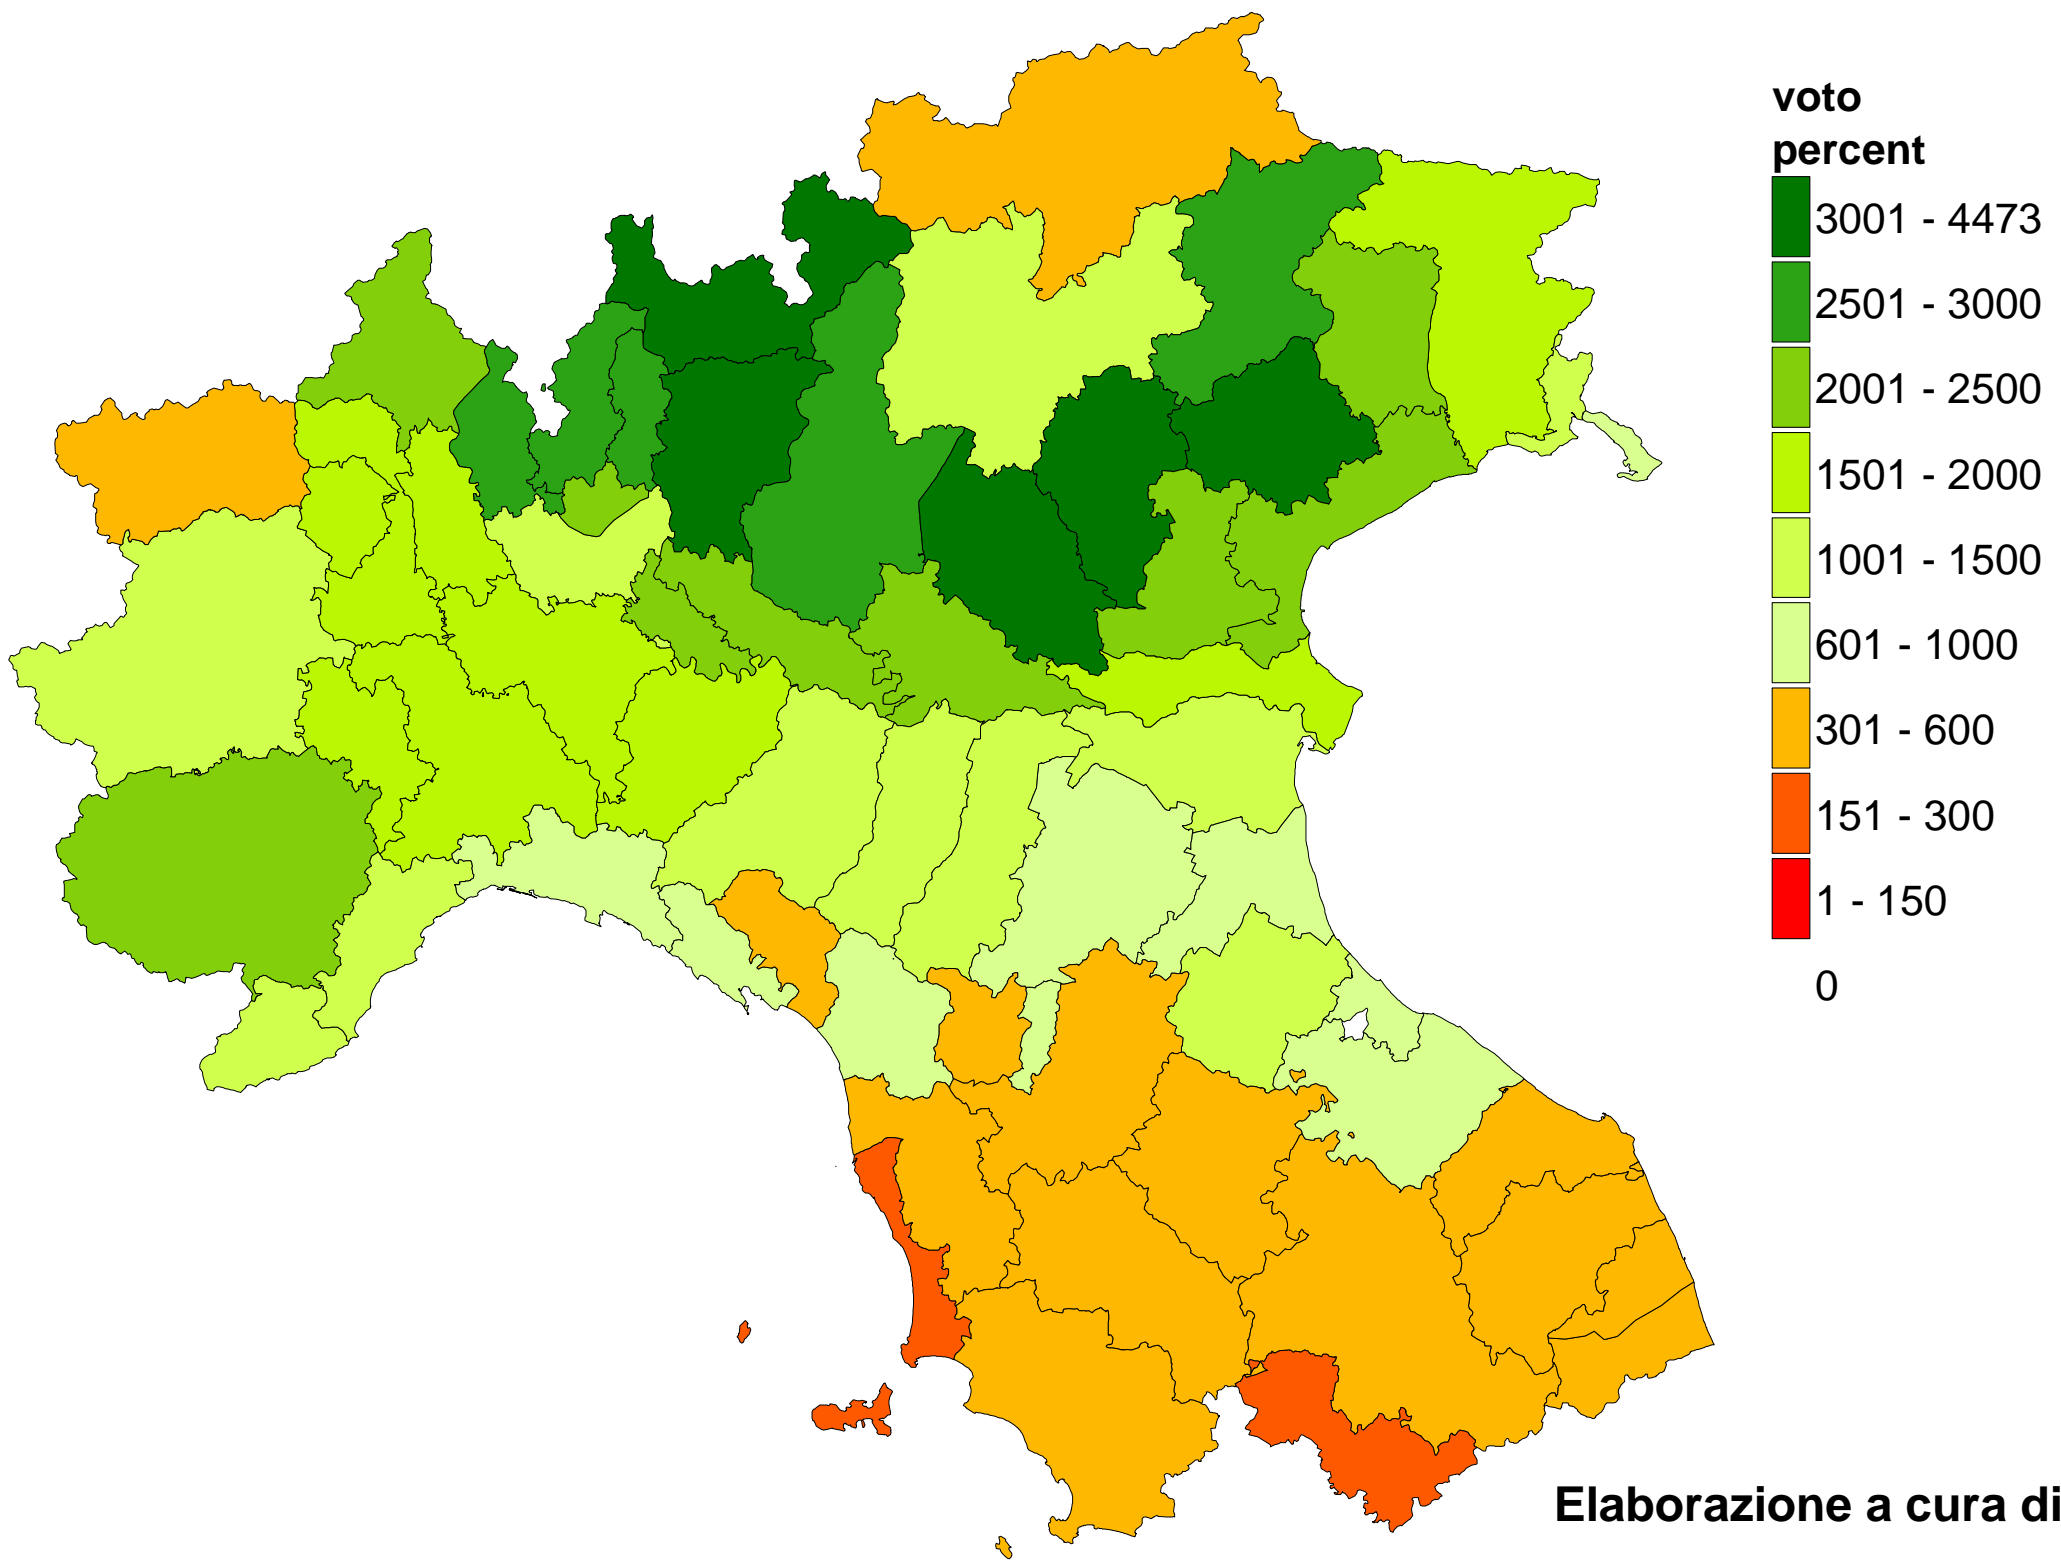 voto
percent
3001 - 4473
2501 - 3000
2001 - 2500
1501 - 2000
1001 - 1500
601 - 1000
301 - 600
151 - 300
1 - 150
0
Elaborazione a cura di